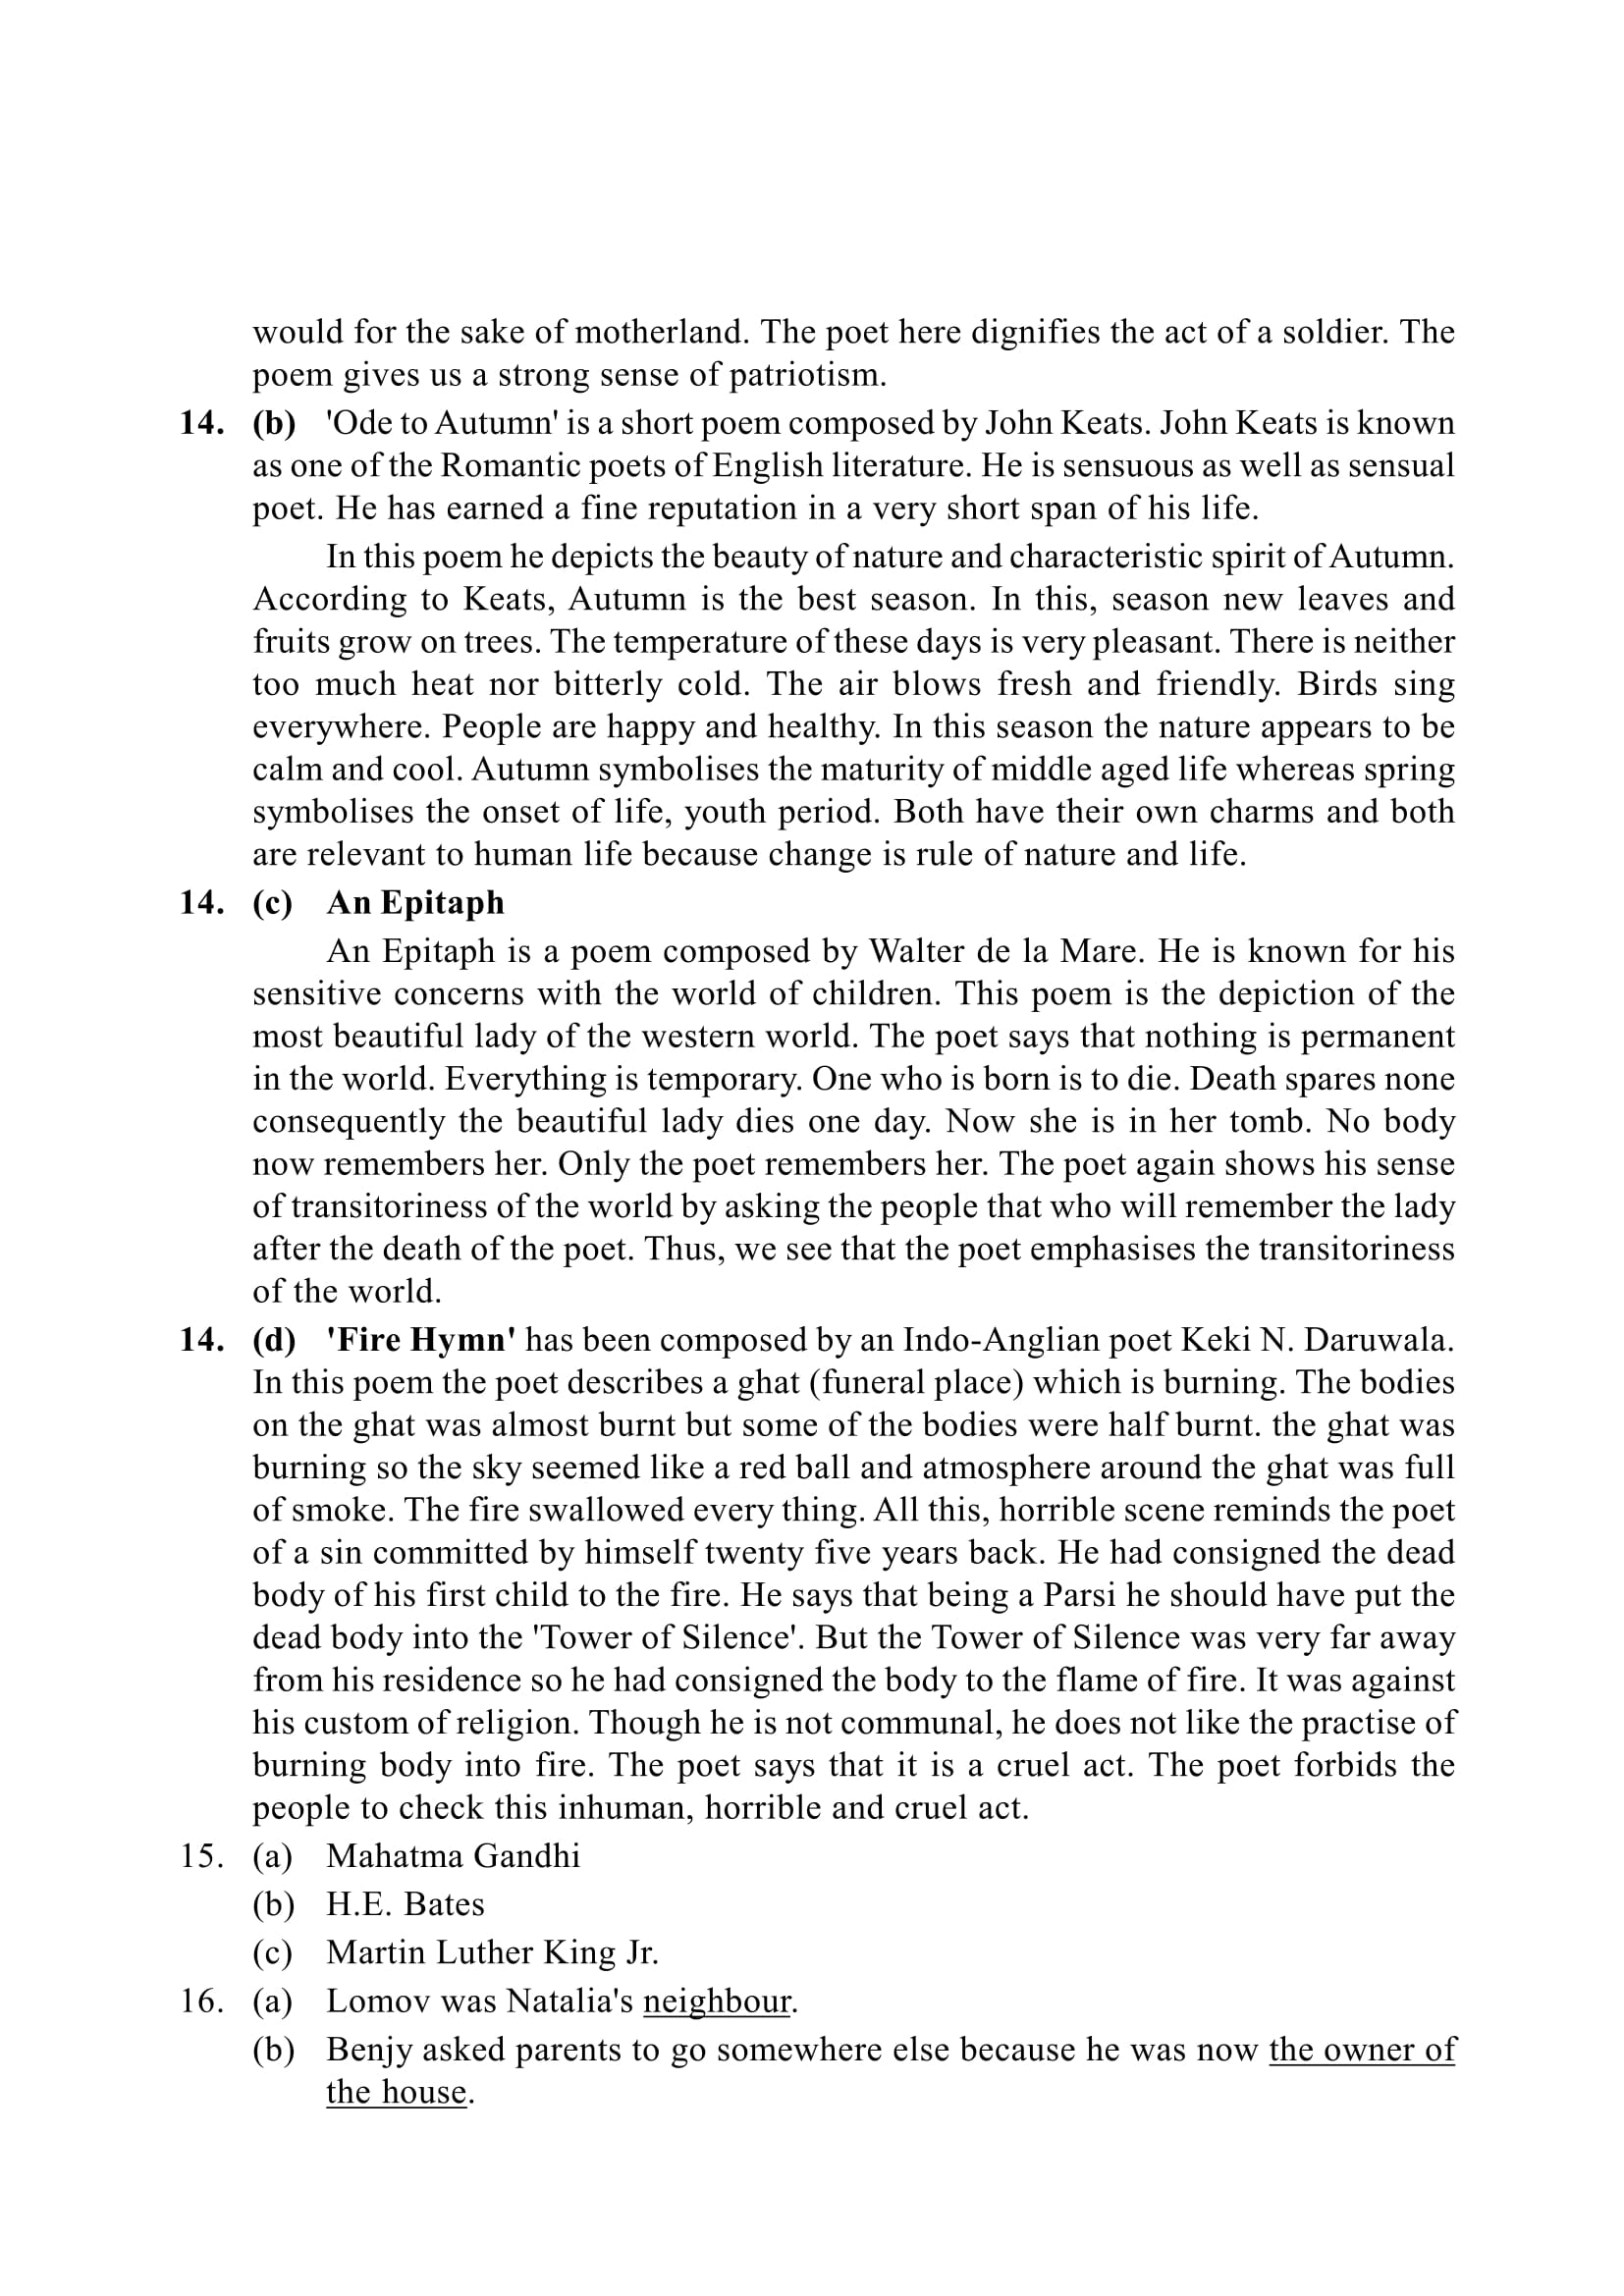 would for the sake of motherland. The poet here dignifies the act of a soldier. The
poem gives us a strong sense of patriotism.
14. (b) 'Ode to Autumn' is a short poem composed by John Keats. John Keats is known
as one of the Romantic poets of English literature. He is sensuous as well as sensual
poet. He has earned a fine reputation in a very short span of his life.
In this poem he depicts the beauty of nature and characteristic spirit of Autumn.
According to Keats, Autumn is the best season. In this, season new leaves and
fruits grow on trees. The temperature of these days is very pleasant. There is neither
too much heat nor bitterly cold. The air blows fresh and friendly. Birds sing
everywhere. People are happy and healthy. In this season the nature appears to be
calm and cool. Autumn symbolises the maturity of middle aged life whereas spring
symbolises the onset of life, youth period. Both have their own charms and both
are relevant to human life because change is rule of nature and life.
14. (c) An Epitaph
An Epitaph is a poem composed by Walter de la Mare. He is known for his
sensitive concerns with the world of children. This poem is the depiction of the
most beautiful lady of the western world. The poet says that nothing is permanent
in the world. Everything is temporary. One who is born is to die. Death spares none
consequently the beautiful lady dies one day. Now she is in her tomb. No body
now remembers her. Only the poet remembers her. The poet again shows his sense
of transitoriness of the world by asking the people that who will remember the lady
after the death of the poet. Thus, we see that the poet emphasises the transitoriness
of the world.
14. (d) 'Fire Hymn' has been composed by an Indo-Anglian poet Keki N. Daruwala.
In this poem the poet describes a ghat (funeral place) which is burning. The bodies
on the ghat was almost burnt but some of the bodies were half burnt. the ghat was
burning so the sky seemed like a red ball and atmosphere around the ghat was full
of smoke. The fire swallowed every thing. All this, horrible scene reminds the poet
of a sin committed by himself twenty five years back. He had consigned the dead
body of his first child to the fire. He says that being a Parsi he should have put the
dead body into the 'Tower of Silence'. But the Tower of Silence was very far away
from his residence so he had consigned the body to the flame of fire. It was against
his custom of religion. Though he is not communal, he does not like the practise of
burning body into fire. The poet says that it is a cruel act. The poet forbids the
people to check this inhuman, horrible and cruel act.
15. (a) Mahatma Gandhi
(b) H.E. Bates
(c) Martin Luther King Jr.
16. (a) Lomov was Natalia's neighbour.
(b) Benjy asked parents to go somewhere else because he was now the owner of
the house.